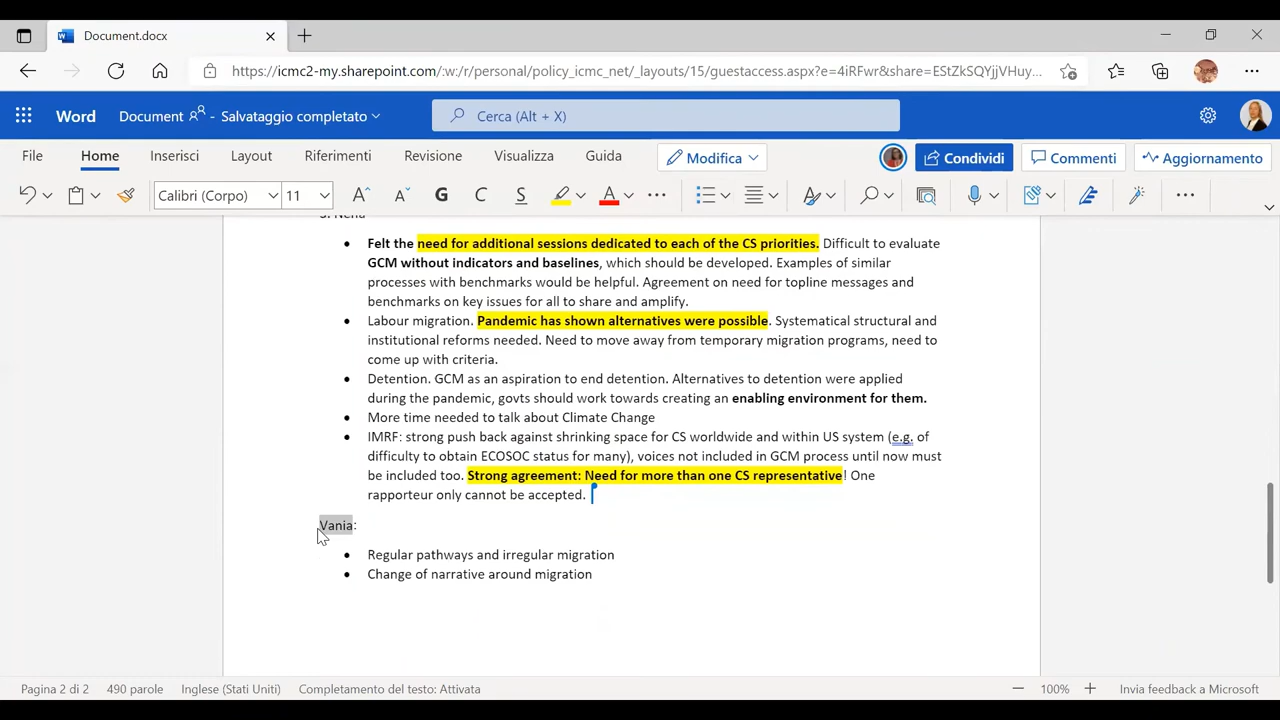 Document.docx
https://icmc2-my.sharepoint.com/:w:/r/personal/policy_icmc_net/_layouts/15/guestaccess.aspx?e=4iRFwr&share=EStZkSQYjjVHuy...
Word Document - Salvataggio completato Cerca (Alt + X)
File Home Inserisci Layout Riferimenti Revisione Visualizza Guida Modifica Condividi Commenti Aggiornamento
Calibri (Corpo) 11 A A G C S A
• Felt the need for additional sessions dedicated to each of the CS priorities. Difficult to evaluate
GCM without indicators and baselines, which should be developed. Examples of similar
processes with benchmarks would be helpful. Agreement on need for topline messages and
benchmarks on key issues for all to share and amplify.
• Labour migration. Pandemic has shown alternatives were possible. Systematical structural and
institutional reforms needed. Need to move away from temporary migration programs, need to
come up with criteria.
• Detention. GCM as an aspiration to end detention. Alternatives to detention were applied
during the pandemic, govts should work towards creating an enabling environment for them.
• More time needed to talk about Climate Change
• IMRF: strong push back against shrinking space for CS worldwide and within US system (e.g. of
difficulty to obtain ECOSOC status for many), voices not included in GCM process until now must
be included too. Strong agreement: Need for more than one CS representative! One
rapporteur only cannot be accepted.
Vania:
• Regular pathways and irregular migration
• Change of narrative around migration
Pagina 2 di 2 490 parole Inglese (Stati Uniti) Completamento del testo: Attivata 100% Invia feedback a Microsoft